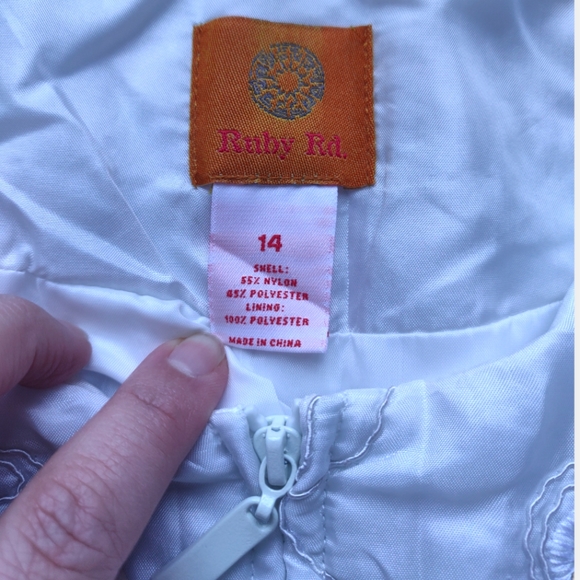 Ruby Rd.
14
SHELL:
55% NYLON
45% POLYESTER
LINING:
100% POLYESTER
MADE IN CHINA